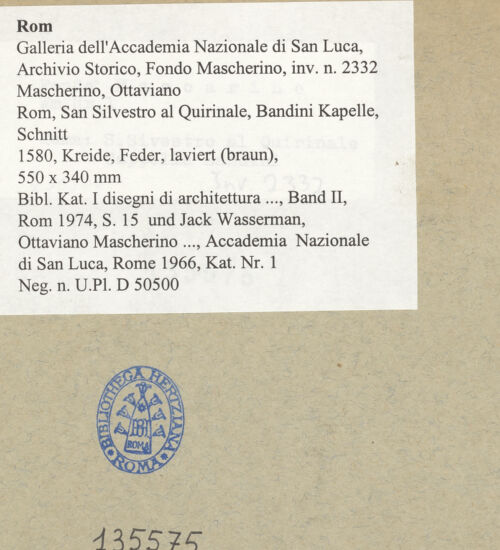 Rom
Galleria dell'Accademia Nazionale di San Luca,
Archivio Storico, Fondo Mascherino, inv. n. 2332
Mascherino, Ottaviano
Rom, San Silvestro al Quirinale, Bandini Kapelle,
Schnitt
1580, Kreide, Feder, laviert (braun),
550 x 340 mm
Bibl. Kat. I disegni di architettura ..., Band II,
Rom 1974, S. 15 und Jack Wasserman,
Ottaviano Mascherino ..., Accademia Nazionale
di San Luca, Rome 1966, Kat. Nr. 1
Neg. n. U.Pl. D 50500
BIBLIOTHECA HERTZIANA
ROMA
ROMA
135575